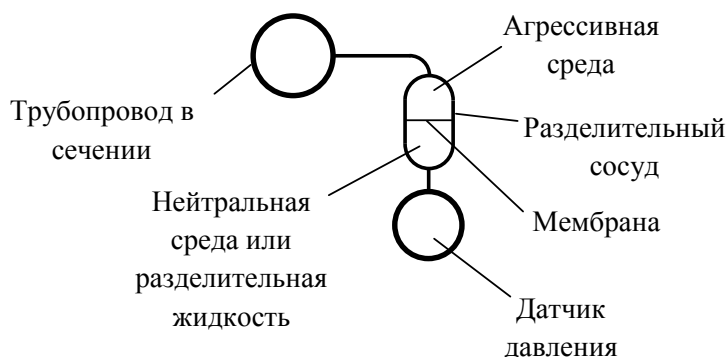 Агрессивная
среда
Трубопровод в
сечении
Разделительный
сосуд
Нейтральная
среда или
разделительная
жидкость
Мембрана
Датчик
давления